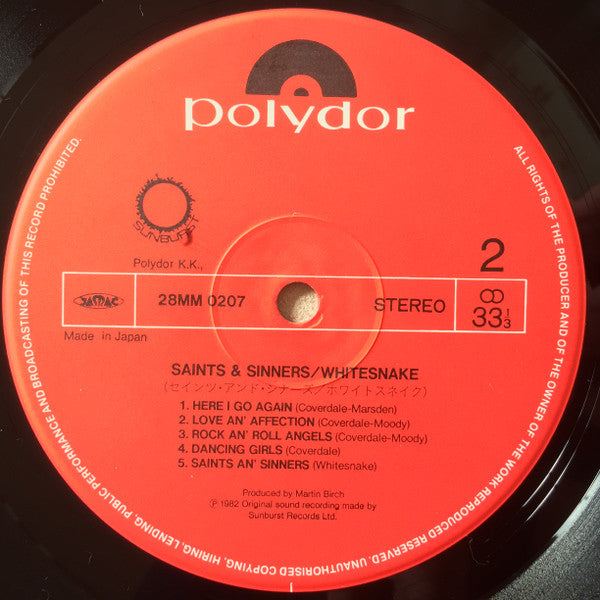 polydor
SUNBURST
Polydor K.K.,
2
JASRAC
28MM 0207
STEREO
33 1/3
Made in Japan
SAINTS & SINNERS/WHITESNAKE
(セインツ・アンド・シナーズ/ホワイトスネイク)
1. HERE I GO AGAIN (Coverdale-Marsden)
2. LOVE AN' AFFECTION (Coverdale-Moody)
3. ROCK AN' ROLL ANGELS (Coverdale-Moody)
4. DANCING GIRLS (Coverdale)
5. SAINTS AN' SINNERS (Whitesnake)
Produced by Martin Birch
Ⓟ 1982 Original sound recording made by
Sunburst Records Ltd.
ALL RIGHTS OF THE PRODUCER AND OF THE OWNER OF THE WORK REPRODUCED RESERVED. UNAUTHORISED COPYING, HIRING, LENDING, PUBLIC PERFORMANCE AND BROADCASTING OF THIS RECORD PROHIBITED.